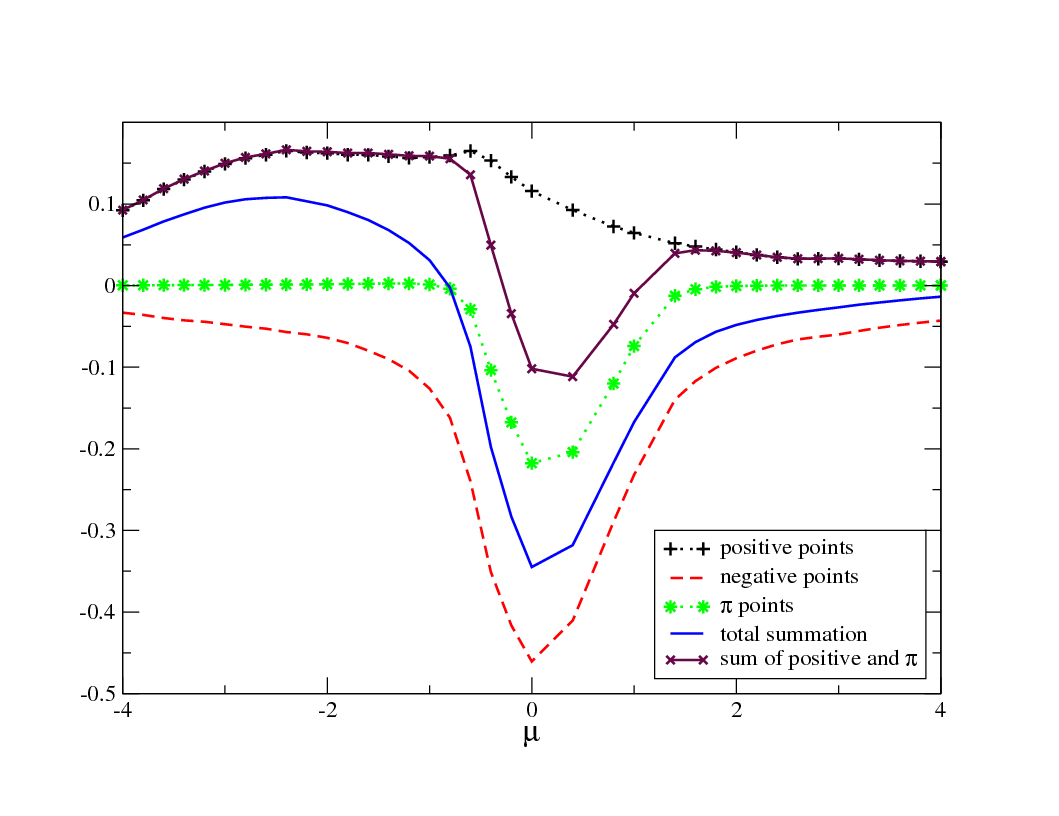 0.1
0
-0.1
-0.2
-0.3
-0.4
-0.5
-4
-2
0
2
4
μ
positive points
negative points
π points
total summation
sum of positive and π